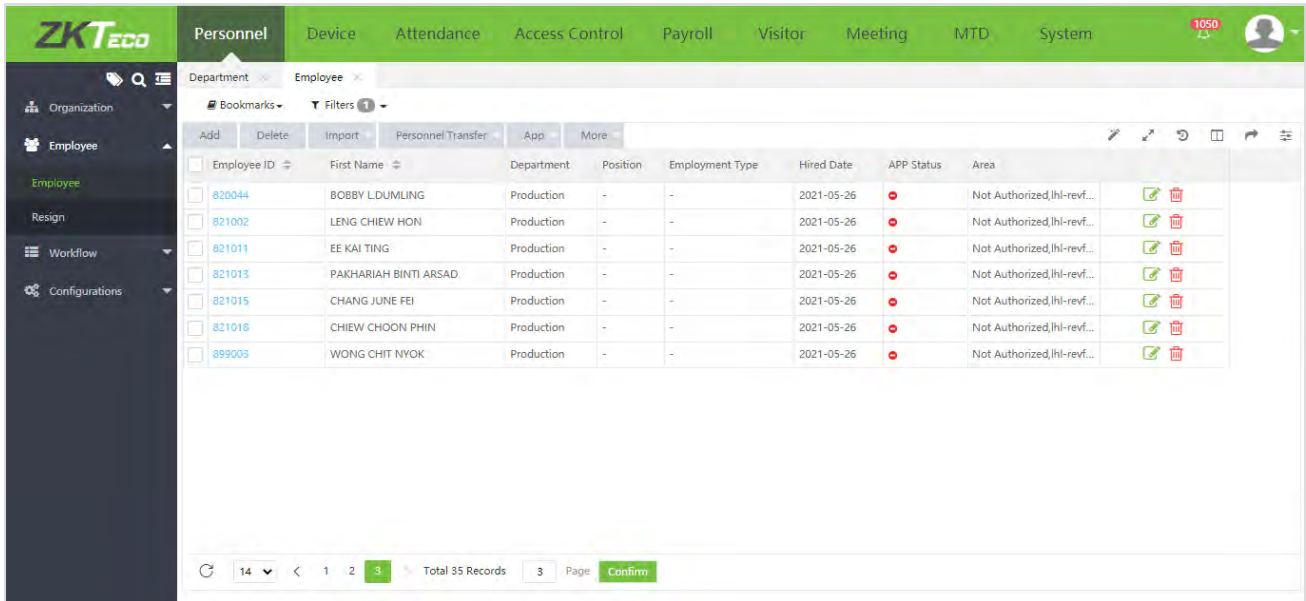 ZKTeco Personnel Device Attendance Access Control Payroll Visitor Meeting MTD System 1050
Department Employee
Organization Bookmarks Filters 1
Employee Add Delete Import Personnel Transfer App More
Employee ID First Name Department Position Employment Type Hired Date APP Status Area
Employee
820044 BOBBY L.DUMLING Production - - 2021-05-26 Not Authorized,lhl-revf...
Resign
821002 LENG CHIEW HON Production - - 2021-05-26 Not Authorized,lhl-revf...
Workflow
821011 EE KAI TING Production - - 2021-05-26 Not Authorized,lhl-revf...
821013 PAKHARIAH BINTI ARSAD Production - - 2021-05-26 Not Authorized,lhl-revf...
Configurations
821015 CHANG JUNE FEI Production - - 2021-05-26 Not Authorized,lhl-revf...
821018 CHIEW CHOON PHIN Production - - 2021-05-26 Not Authorized,lhl-revf...
899003 WONG CHIT NYOK Production - - 2021-05-26 Not Authorized,lhl-revf...
14 < 1 2 3 > Total 35 Records 3 Page Confirm